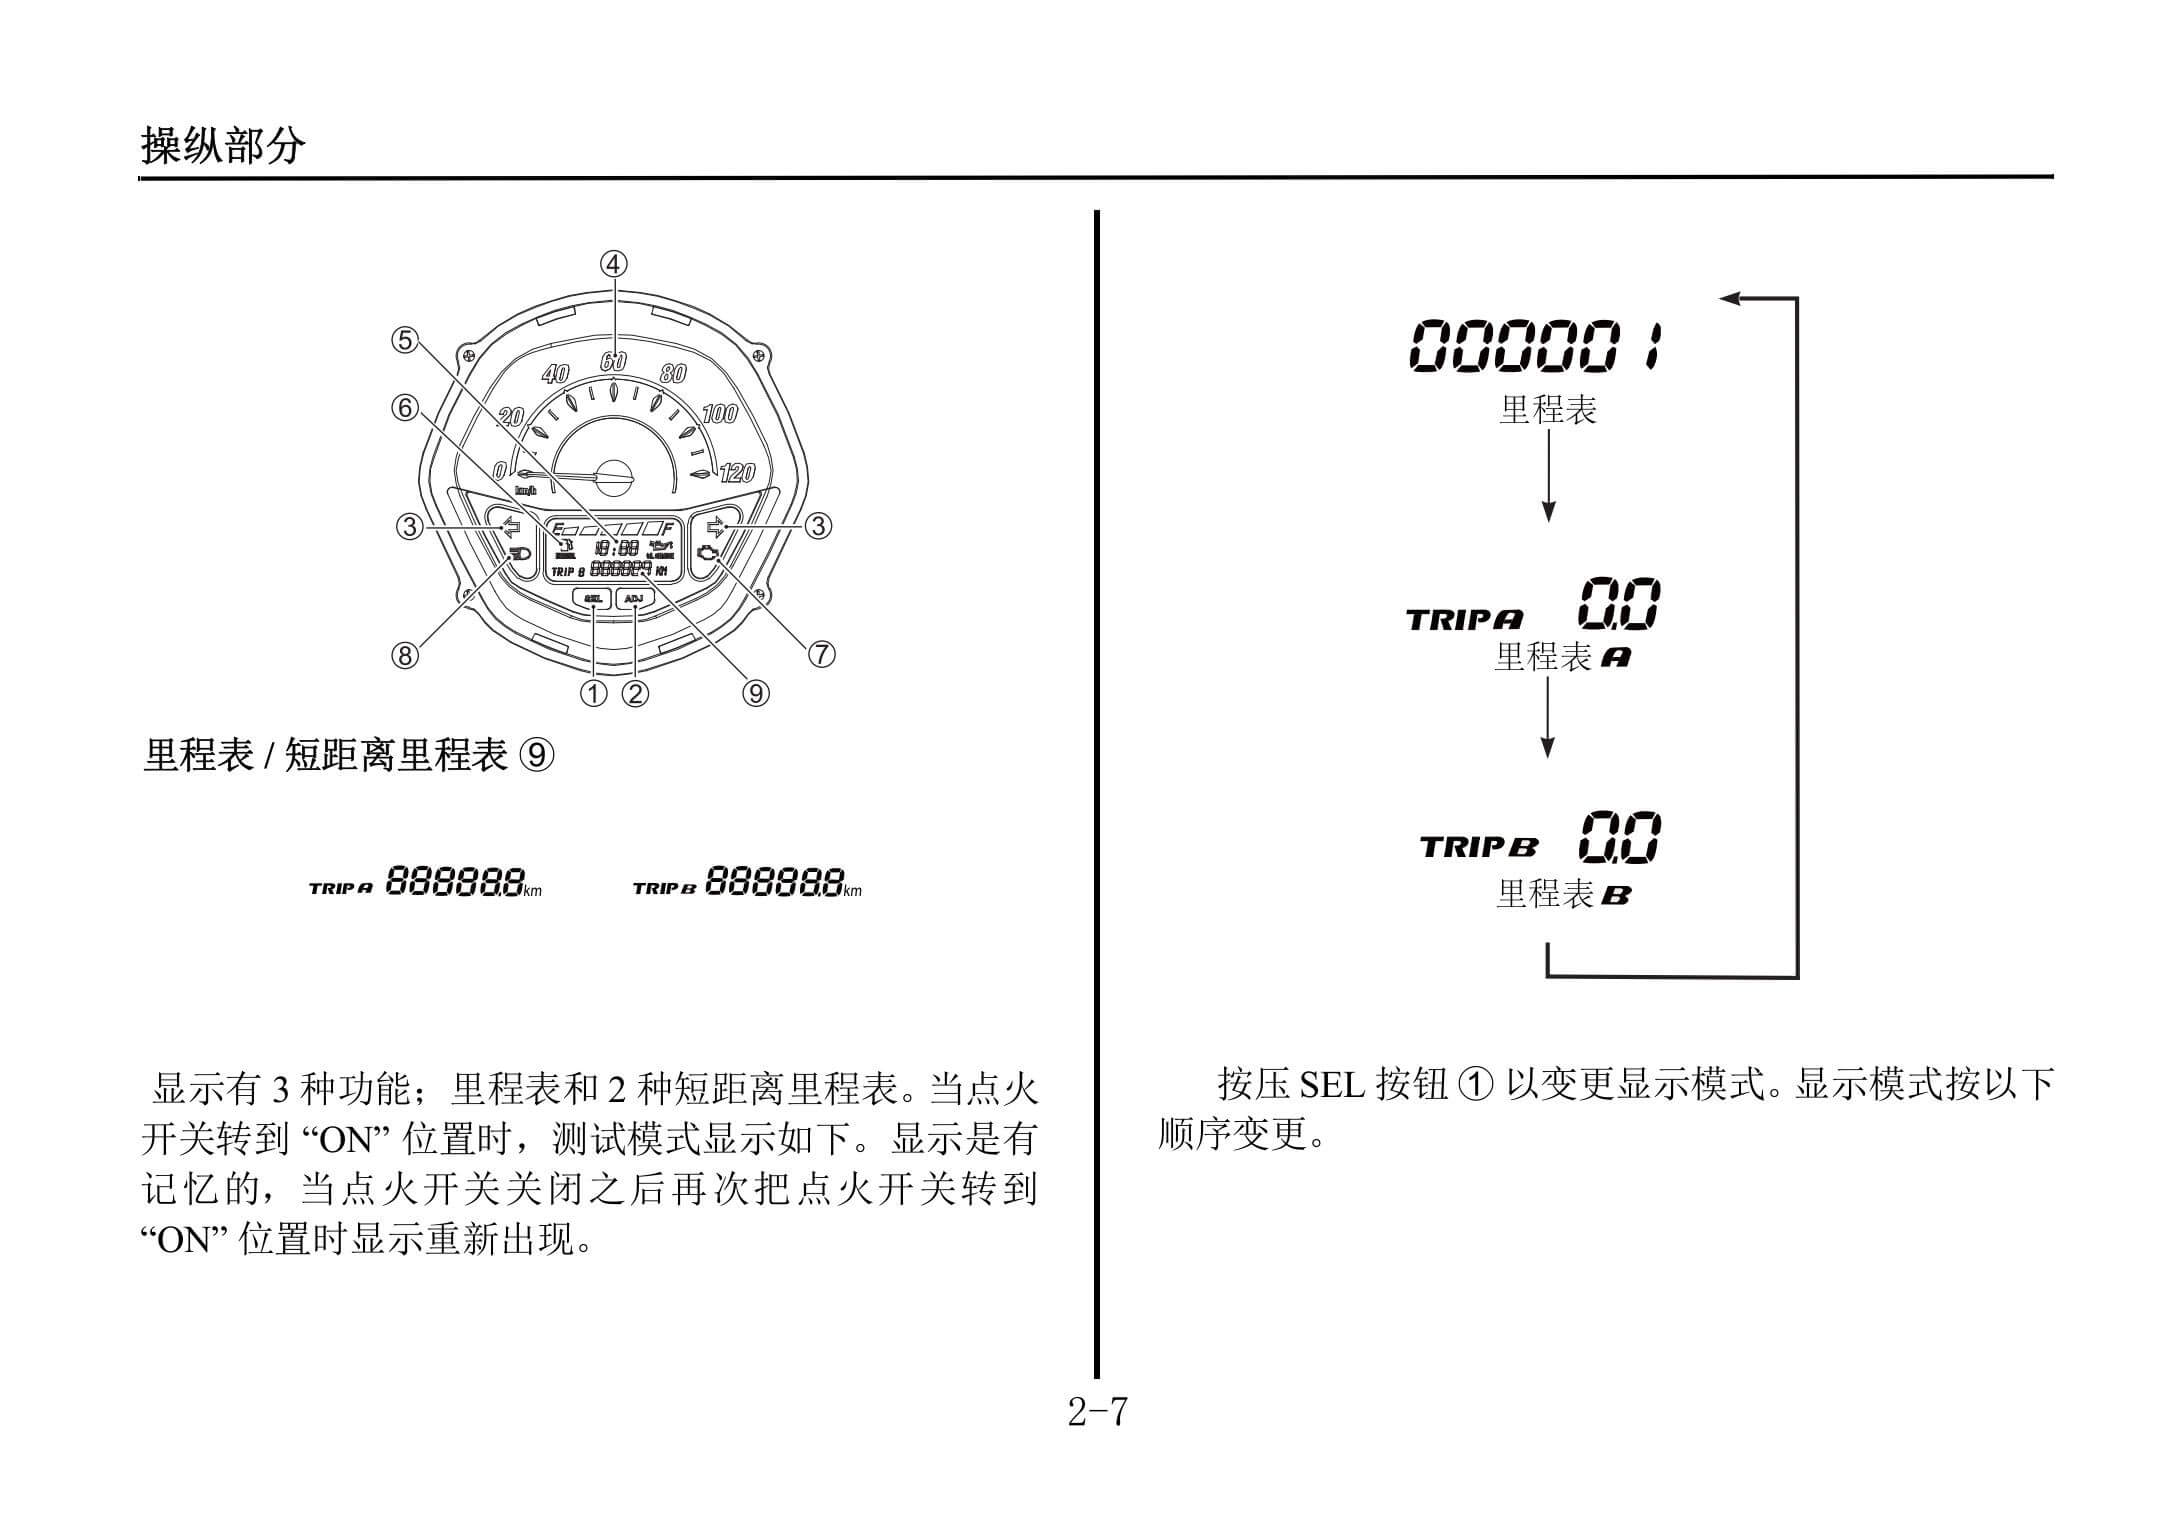 操纵部分
④
⑤
60
40
80
⑥
20
100
0
120
km/h
③
③
E
F
18:88
TRIP B
KM
SEL
ADJ
⑧
⑦
①
②
⑨
里程表 / 短距离里程表 ⑨
TRIP A 88888.8 km
TRIP B 88888.8 km
显示有 3 种功能；里程表和 2 种短距离里程表。当点火
开关转到 “ON” 位置时，测试模式显示如下。显示是有
记忆的，当点火开关关闭之后再次把点火开关转到
“ON” 位置时显示重新出现。
000001
里程表
TRIP A 0.0
里程表 A
TRIP B 0.0
里程表 B
按压 SEL 按钮 ① 以变更显示模式。显示模式按以下
顺序变更。
2-7